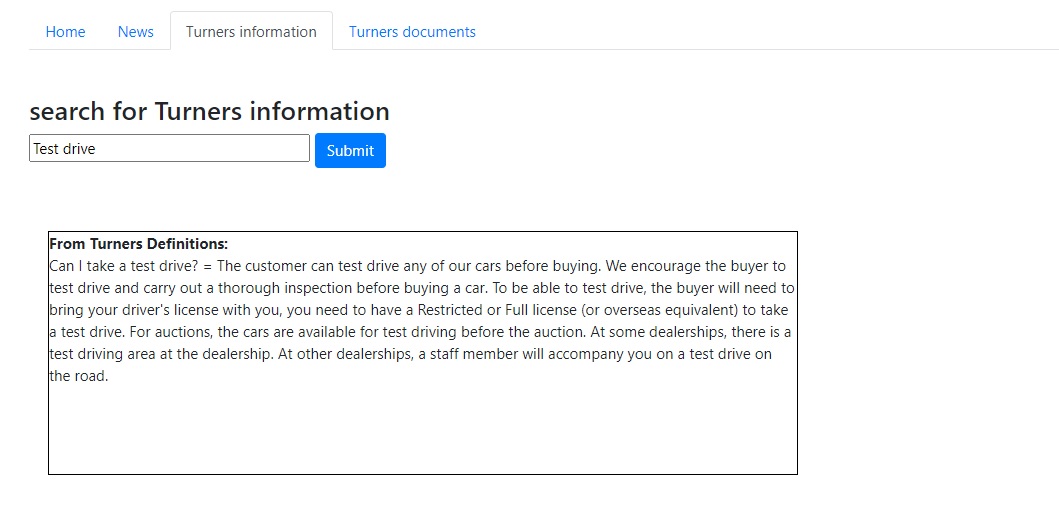 Home News Turners information Turners documents
search for Turners information
Test drive Submit
From Turners Definitions:
Can I take a test drive? = The customer can test drive any of our cars before buying. We encourage the buyer to
test drive and carry out a thorough inspection before buying a car. To be able to test drive, the buyer will need to
bring your driver's license with you, you need to have a Restricted or Full license (or overseas equivalent) to take
a test drive. For auctions, the cars are available for test driving before the auction. At some dealerships, there is a
test driving area at the dealership. At other dealerships, a staff member will accompany you on a test drive on
the road.